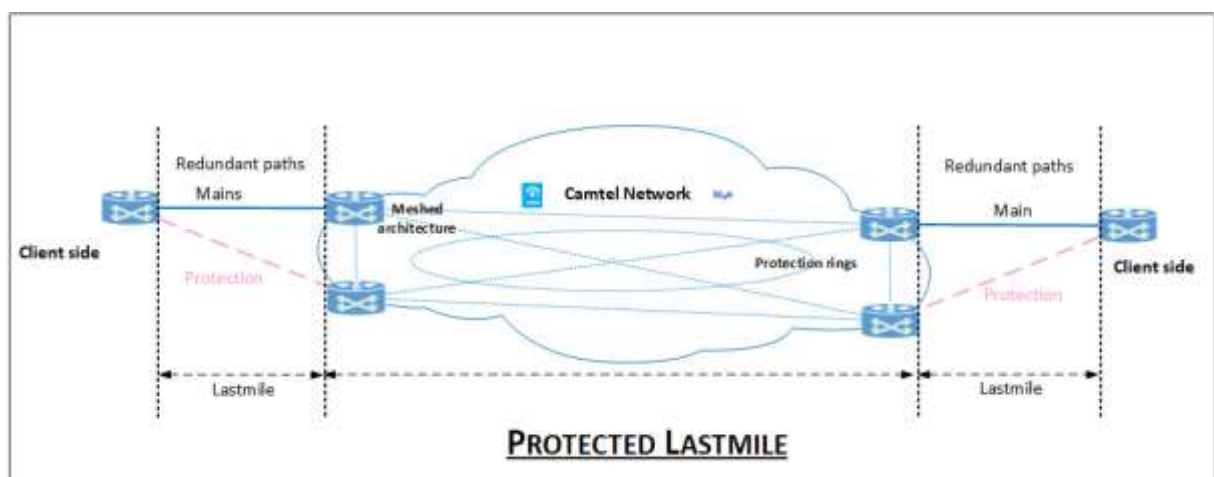 Redundant paths
Mains
Client side
Protection
Lastmile
Meshed
architecture
Camtel Network
Protection rings
Redundant paths
Main
Client side
Protection
Lastmile
PROTECTED LASTMILE